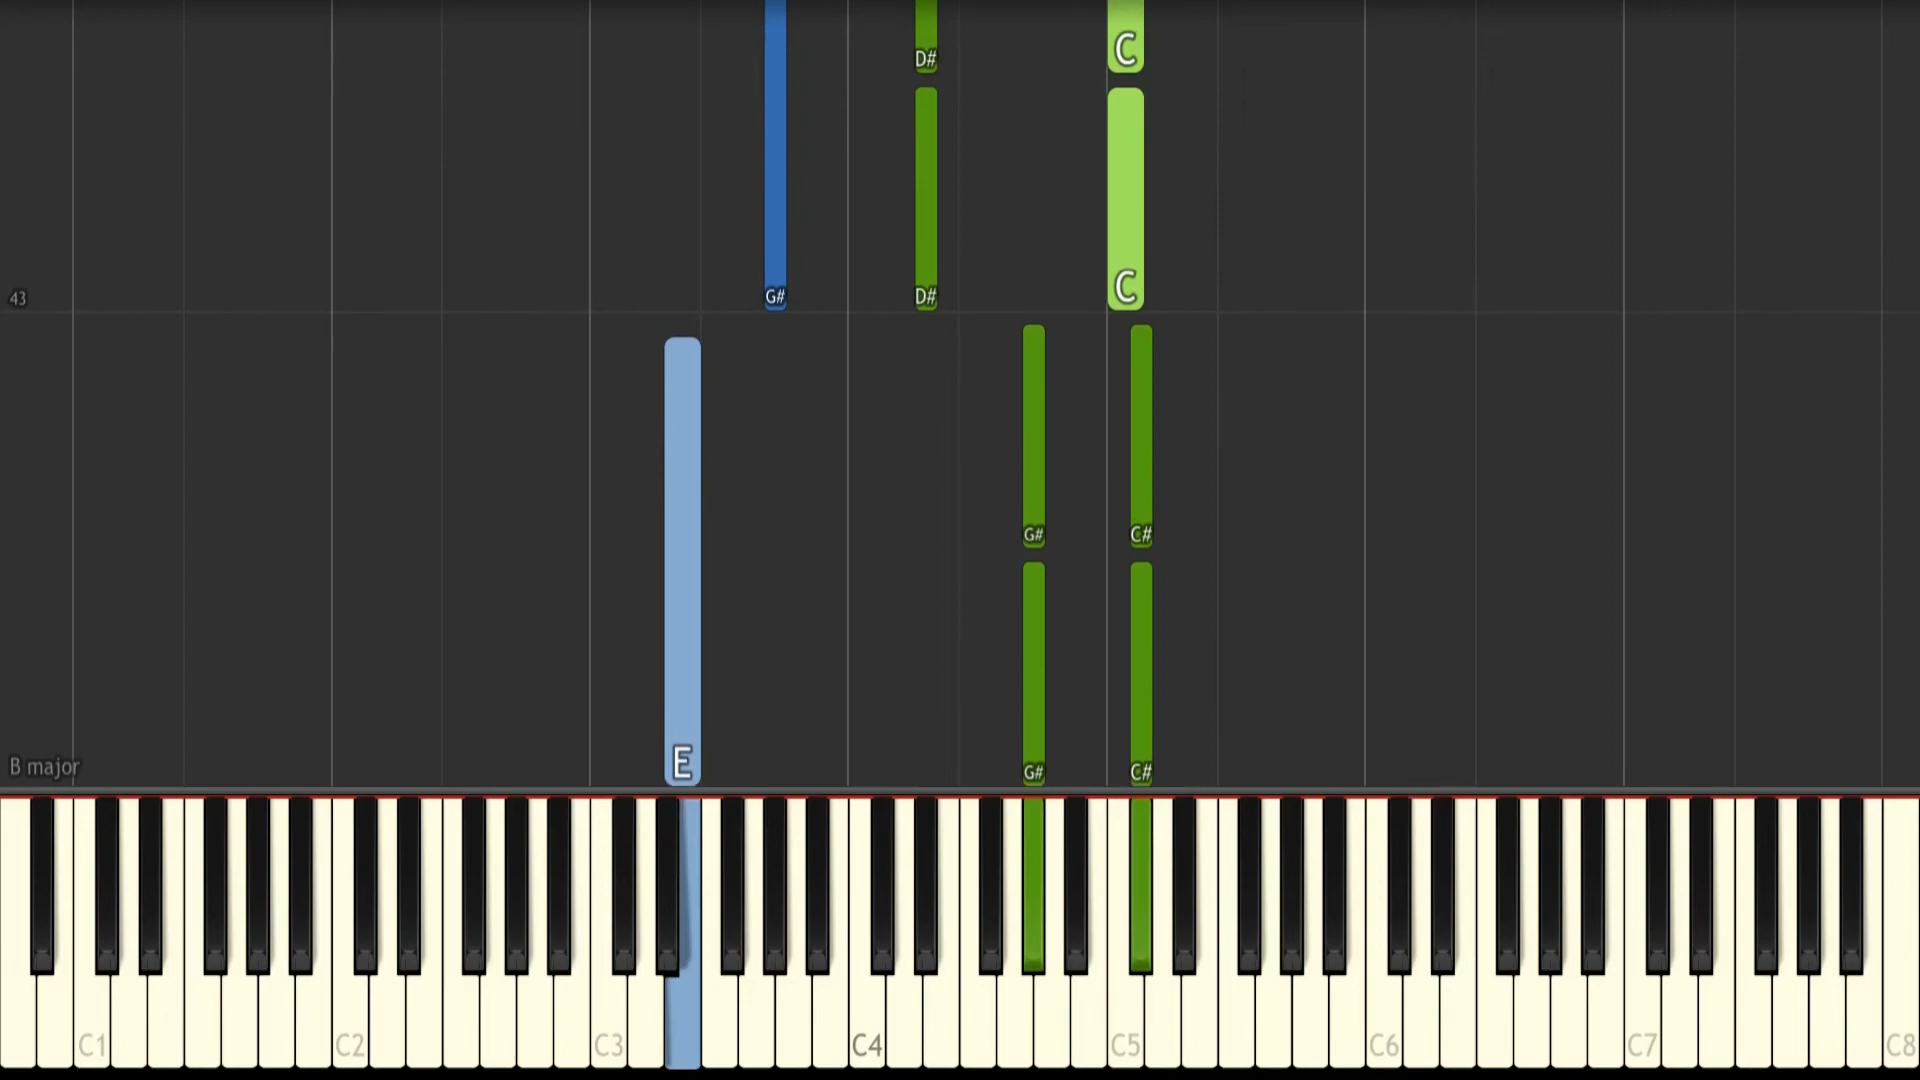 D# C
43 G# D# C
G# C#
B major E G# C#
C1 C2 C3 C4 C5 C6 C7 C8